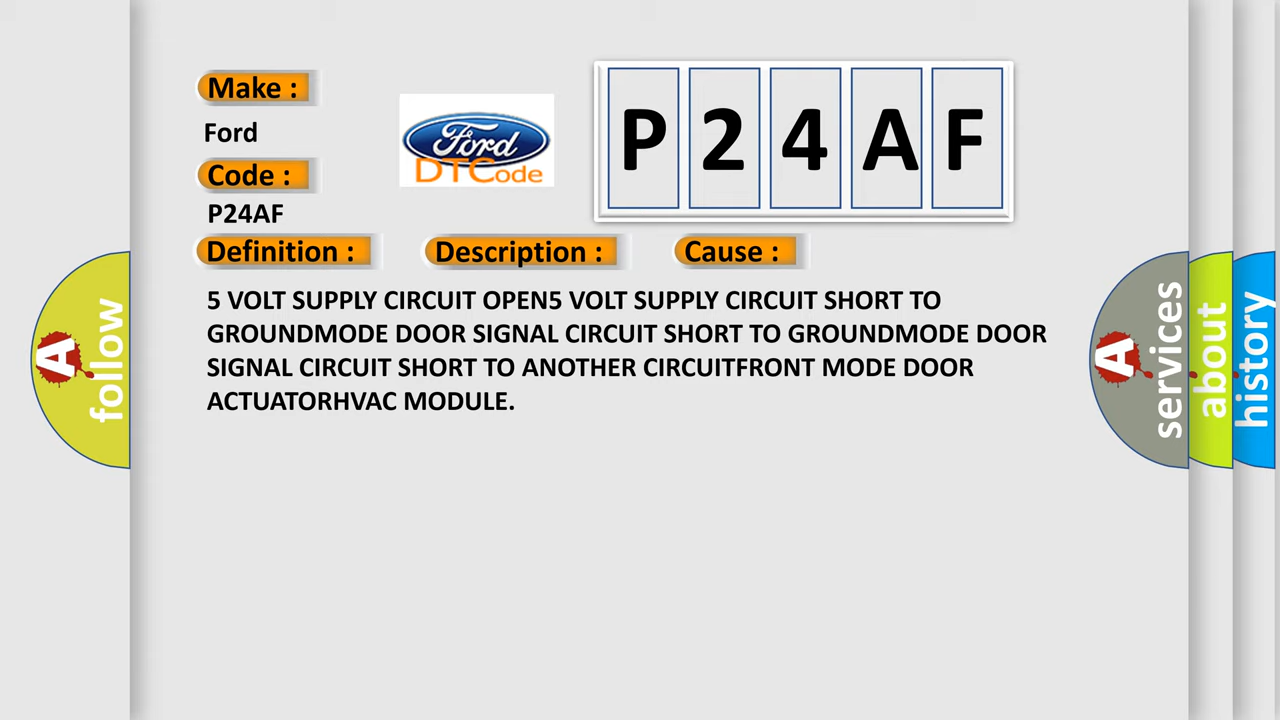 Make :
Ford
Code :
P24AF
Ford
DTCode
P24AF
Definition :
Description :
Cause :
5 VOLT SUPPLY CIRCUIT OPEN5 VOLT SUPPLY CIRCUIT SHORT TO
GROUNDMODE DOOR SIGNAL CIRCUIT SHORT TO GROUNDMODE DOOR
SIGNAL CIRCUIT SHORT TO ANOTHER CIRCUITFRONT MODE DOOR
ACTUATORHVAC MODULE.
A
follow
A
services
about
history